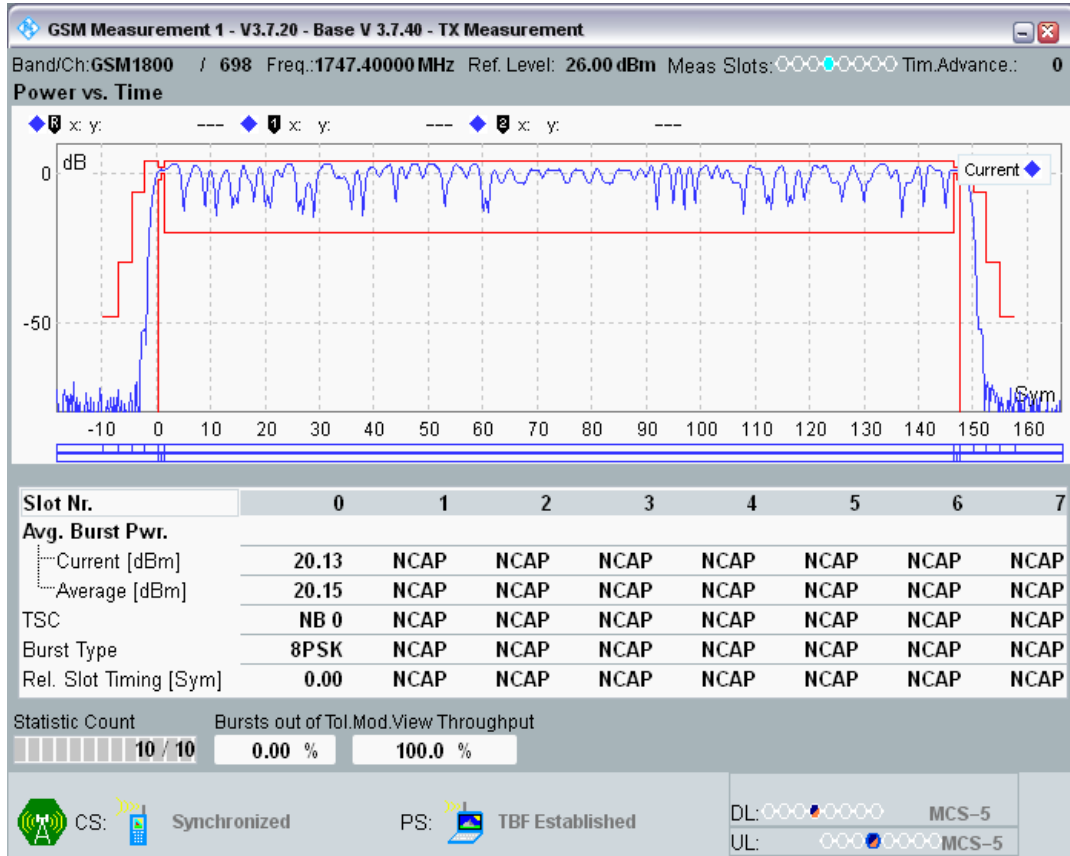 GSM Measurement 1 - V3.7.20 - Base V 3.7.40 - TX Measurement
Band/Ch:GSM1800 / 698 Freq.:1747.40000 MHz Ref. Level: 26.00 dBm Meas Slots: Tim.Advance.: 0
Power vs. Time
R x: y: --- 1 x: y: --- 2 x: y: ---
dB
Current
0
-50
Sym
-10 0 10 20 30 40 50 60 70 80 90 100 110 120 130 140 150 160
Slot Nr. 0 1 2 3 4 5 6 7
Avg. Burst Pwr.
Current [dBm] 20.13 NCAP NCAP NCAP NCAP NCAP NCAP NCAP
Average [dBm] 20.15 NCAP NCAP NCAP NCAP NCAP NCAP NCAP
TSC NB 0 NCAP NCAP NCAP NCAP NCAP NCAP NCAP
Burst Type 8PSK NCAP NCAP NCAP NCAP NCAP NCAP NCAP
Rel. Slot Timing [Sym] 0.00 NCAP NCAP NCAP NCAP NCAP NCAP NCAP
Statistic Count Bursts out of Tol.Mod.View Throughput
10 / 10 0.00 % 100.0 %
CS: Synchronized PS: TBF Established DL: MCS-5
UL: MCS-5